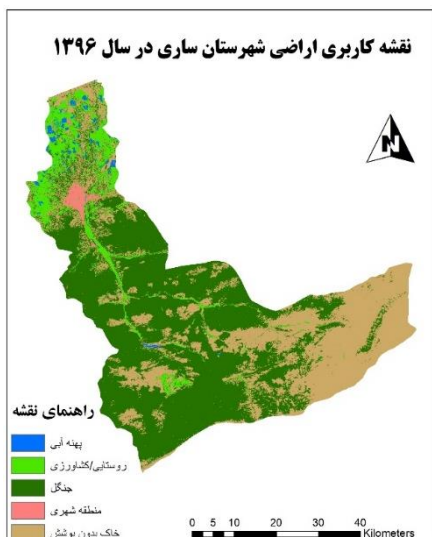 نقشه کاربری اراضی شهرستان ساری در سال ۱۳۹۶
N
راهنمای نقشه
پهنه آبی
روستایی/کشاورزی
جنگل
منطقه شهری
خاک بدون پوشش
0 5 10 20 30 40
Kilometers